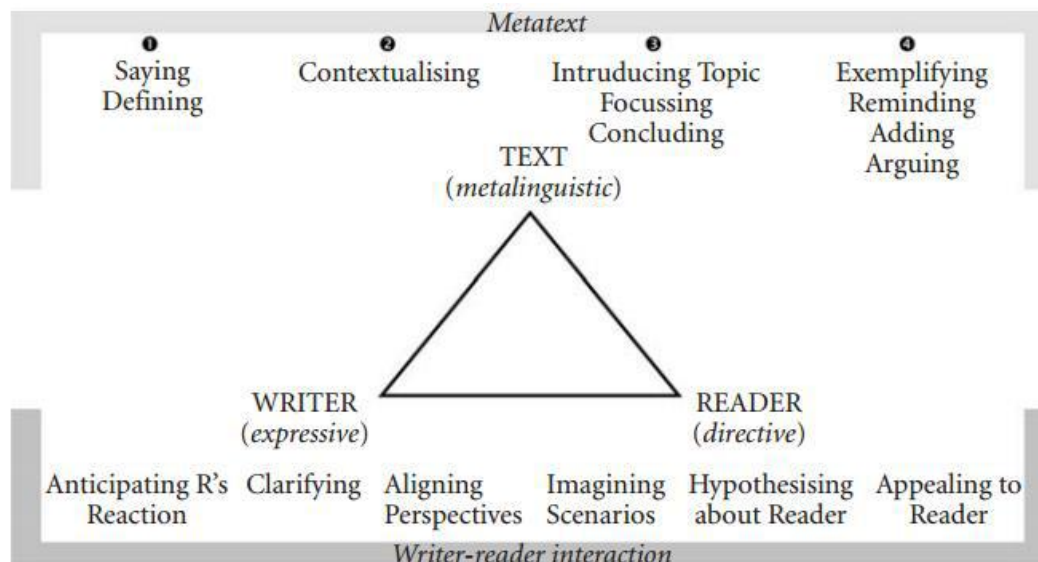 Metatext
❶ ❷ ❸ ❹
Saying Contextualising Intruducing Topic Exemplifying
Defining Focussing Reminding
Concluding Adding
TEXT Arguing
(metalinguistic)
WRITER READER
(expressive) (directive)
Anticipating R's Clarifying Aligning Imagining Hypothesising Appealing to
Reaction Perspectives Scenarios about Reader Reader
Writer-reader interaction